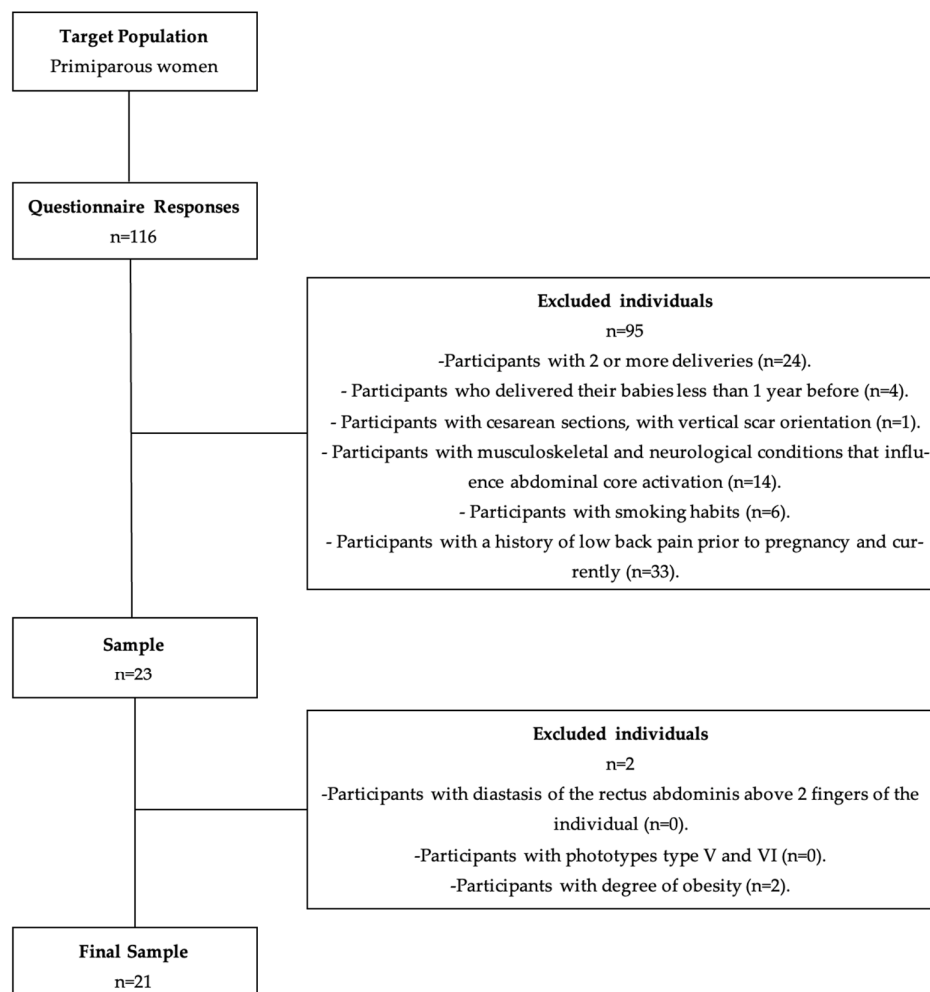 Target Population
Primiparous women
Questionnaire Responses
n=116
Excluded individuals
n=95
-Participants with 2 or more deliveries (n=24).
- Participants who delivered their babies less than 1 year before (n=4).
- Participants with cesarean sections, with vertical scar orientation (n=1).
- Participants with musculoskeletal and neurological conditions that influ-
ence abdominal core activation (n=14).
- Participants with smoking habits (n=6).
- Participants with a history of low back pain prior to pregnancy and cur-
rently (n=33).
Sample
n=23
Excluded individuals
n=2
-Participants with diastasis of the rectus abdominis above 2 fingers of the
individual (n=0).
-Participants with phototypes type V and VI (n=0).
-Participants with degree of obesity (n=2).
Final Sample
n=21